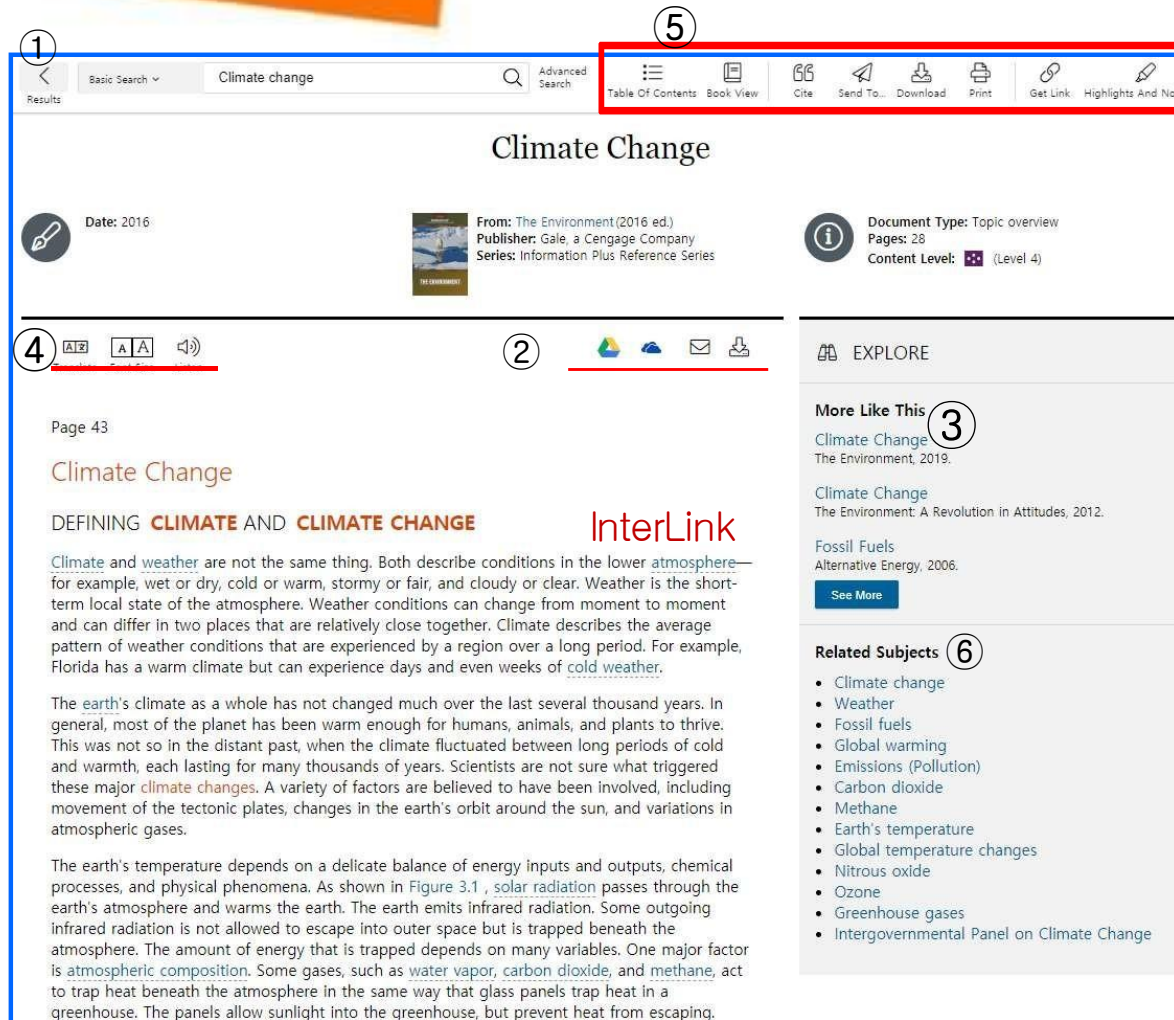 ①
⑤
Results
Basic Search
Climate change
Advanced
Search
Table Of Contents
Book View
Cite
Send To...
Download
Print
Get Link
Highlights And No
Climate Change
Date: 2016
From: The Environment (2016 ed.)
Publisher: Gale, a Cengage Company
Series: Information Plus Reference Series
THE ENVIRONMENT
Document Type: Topic overview
Pages: 28
Content Level: (Level 4)
④
②
EXPLORE
Page 43
Climate Change
DEFINING CLIMATE AND CLIMATE CHANGE
InterLink
Climate and weather are not the same thing. Both describe conditions in the lower atmosphere—
for example, wet or dry, cold or warm, stormy or fair, and cloudy or clear. Weather is the short-
term local state of the atmosphere. Weather conditions can change from moment to moment
and can differ in two places that are relatively close together. Climate describes the average
pattern of weather conditions that are experienced by a region over a long period. For example,
Florida has a warm climate but can experience days and even weeks of cold weather.
The earth's climate as a whole has not changed much over the last several thousand years. In
general, most of the planet has been warm enough for humans, animals, and plants to thrive.
This was not so in the distant past, when the climate fluctuated between long periods of cold
and warmth, each lasting for many thousands of years. Scientists are not sure what triggered
these major climate changes. A variety of factors are believed to have been involved, including
movement of the tectonic plates, changes in the earth's orbit around the sun, and variations in
atmospheric gases.
The earth's temperature depends on a delicate balance of energy inputs and outputs, chemical
processes, and physical phenomena. As shown in Figure 3.1 , solar radiation passes through the
earth's atmosphere and warms the earth. The earth emits infrared radiation. Some outgoing
infrared radiation is not allowed to escape into outer space but is trapped beneath the
atmosphere. The amount of energy that is trapped depends on many variables. One major factor
is atmospheric composition. Some gases, such as water vapor, carbon dioxide, and methane, act
to trap heat beneath the atmosphere in the same way that glass panels trap heat in a
greenhouse. The panels allow sunlight into the greenhouse, but prevent heat from escaping.
More Like This
③
Climate Change
The Environment, 2019.
Climate Change
The Environment: A Revolution in Attitudes, 2012.
Fossil Fuels
Alternative Energy, 2006.
See More
Related Subjects ⑥
• Climate change
• Weather
• Fossil fuels
• Global warming
• Emissions (Pollution)
• Carbon dioxide
• Methane
• Earth's temperature
• Global temperature changes
• Nitrous oxide
• Ozone
• Greenhouse gases
• Intergovernmental Panel on Climate Change